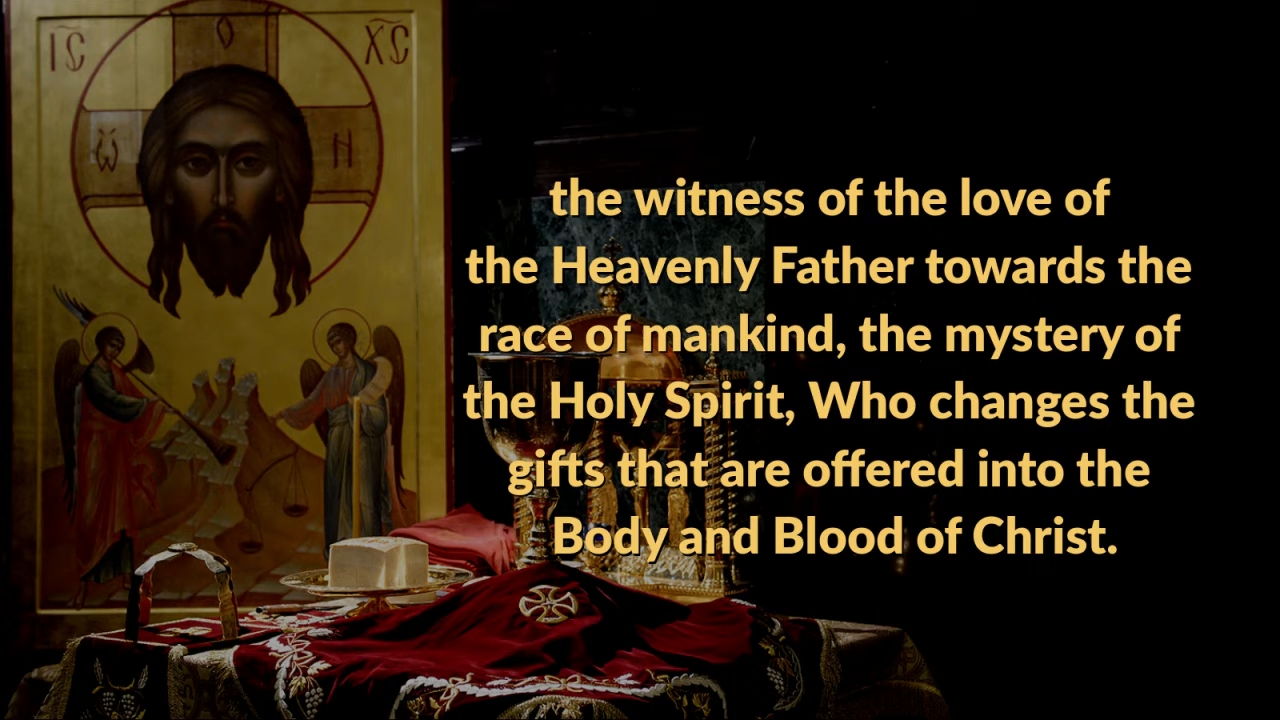 IC
O
XC
Ѡ
Н
the witness of the love of
the Heavenly Father towards the
race of mankind, the mystery of
the Holy Spirit, Who changes the
gifts that are offered into the
Body and Blood of Christ.